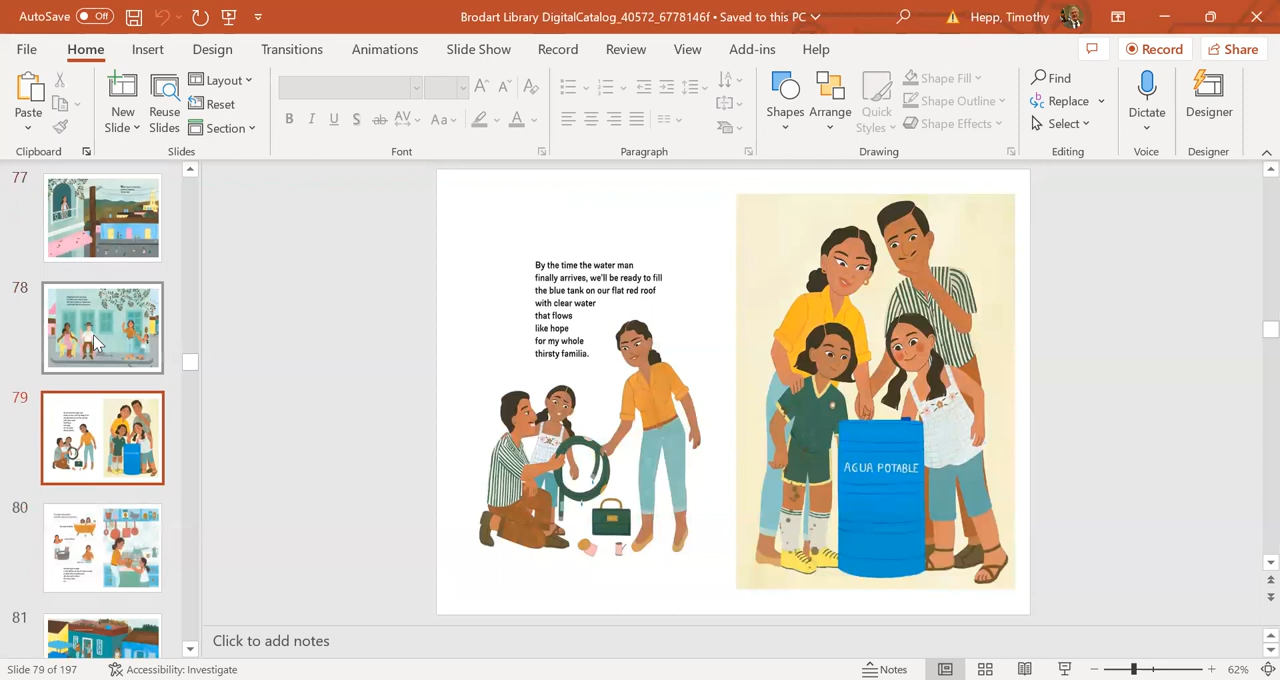 AutoSave Off
Brodart Library DigitalCatalog_40572_6778146f • Saved to this PC
Hepp, Timothy
File Home Insert Design Transitions Animations Slide Show Record Review View Add-ins Help
Record Share
Paste
New Slide
Reuse Slides
Layout
Reset
Section
B I U S ab AV Aa A
Shapes
Arrange
Quick Styles
Shape Fill
Shape Outline
Shape Effects
Find
Replace
Select
Dictate
Designer
Clipboard Slides Font Paragraph Drawing Editing Voice Designer
77
78
79
80
81
By the time the water man
finally arrives, we'll be ready to fill
the blue tank on our flat red roof
with clear water
that flows
like hope
for my whole
thirsty familia.
AGUA POTABLE
Click to add notes
Slide 79 of 197
Accessibility: Investigate
Notes
62%